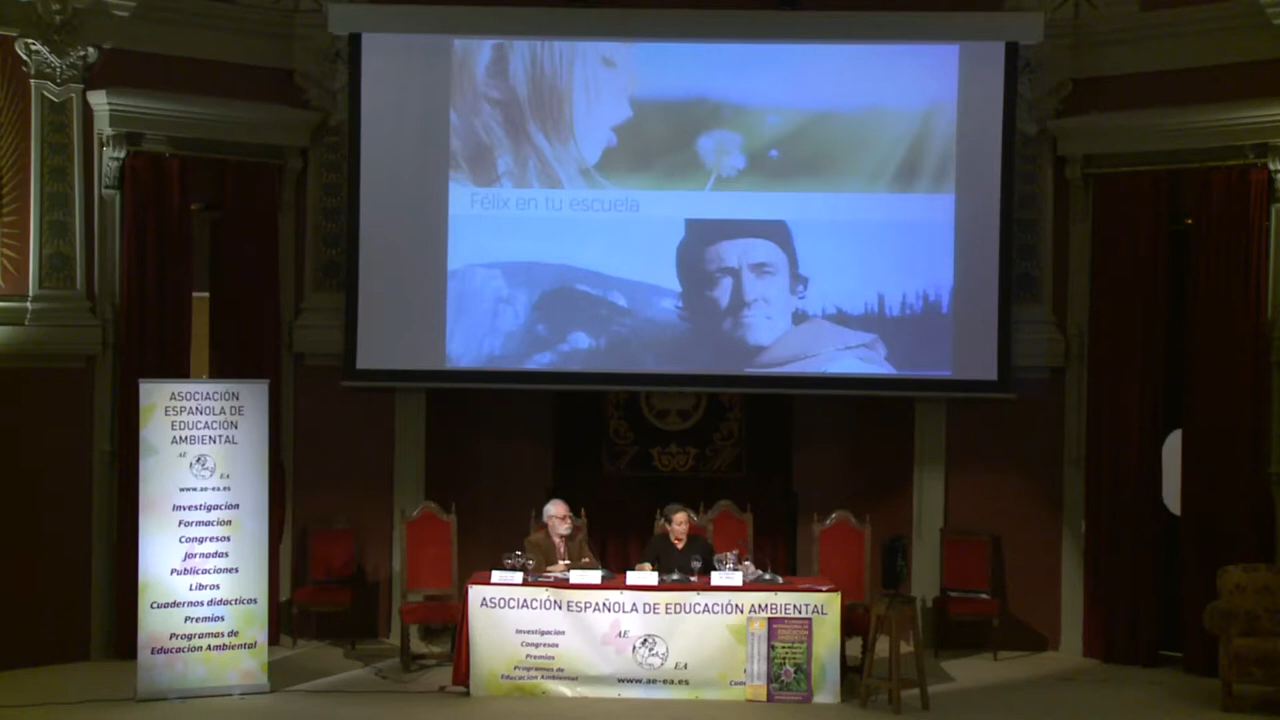 Félix en tu escuela
ASOCIACIÓN
ESPAÑOLA DE
EDUCACIÓN
AMBIENTAL
AE
EA
www.ae-ea.es
Investigación
Formación
Congresos
Jornadas
Publicaciones
Libros
Cuadernos didácticos
Premios
Programas de
Educación Ambiental
ASOCIACIÓN ESPAÑOLA DE EDUCACIÓN AMBIENTAL
Investigación
Congresos
Premios
Programas de
Educación Ambiental
AE
EA
www.ae-ea.es
EDUCACIÓN
AMBIENTAL